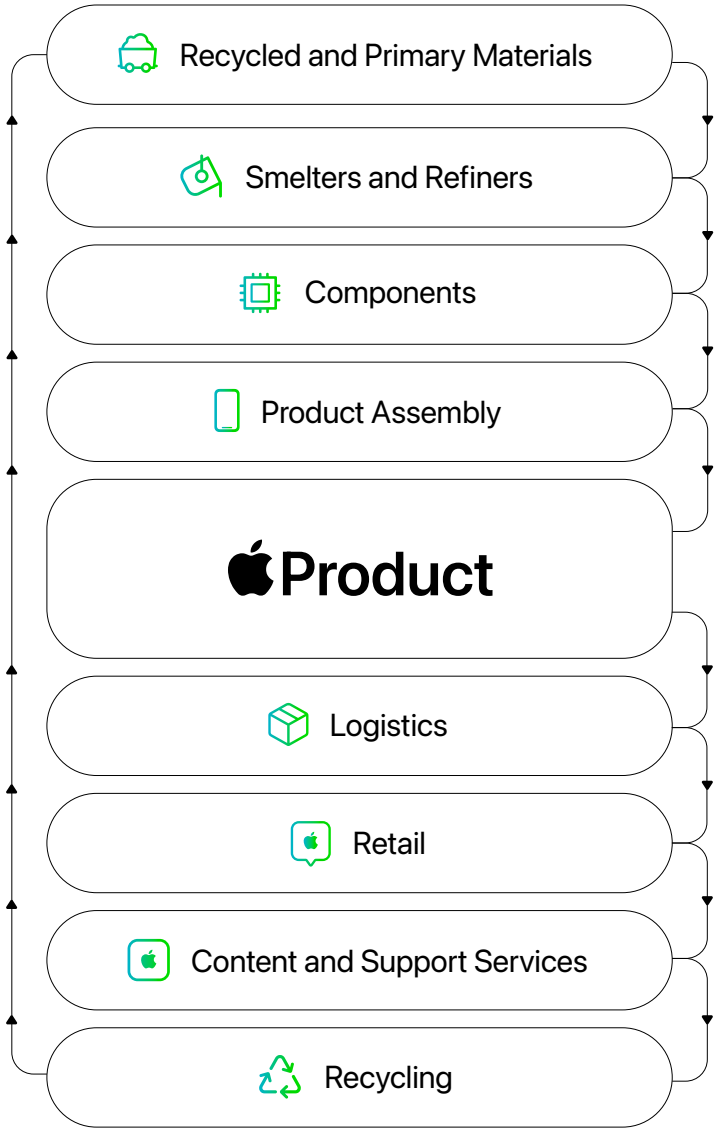 Recycled and Primary Materials
Smelters and Refiners
Components
Product Assembly
Product
Logistics
Retail
Content and Support Services
Recycling